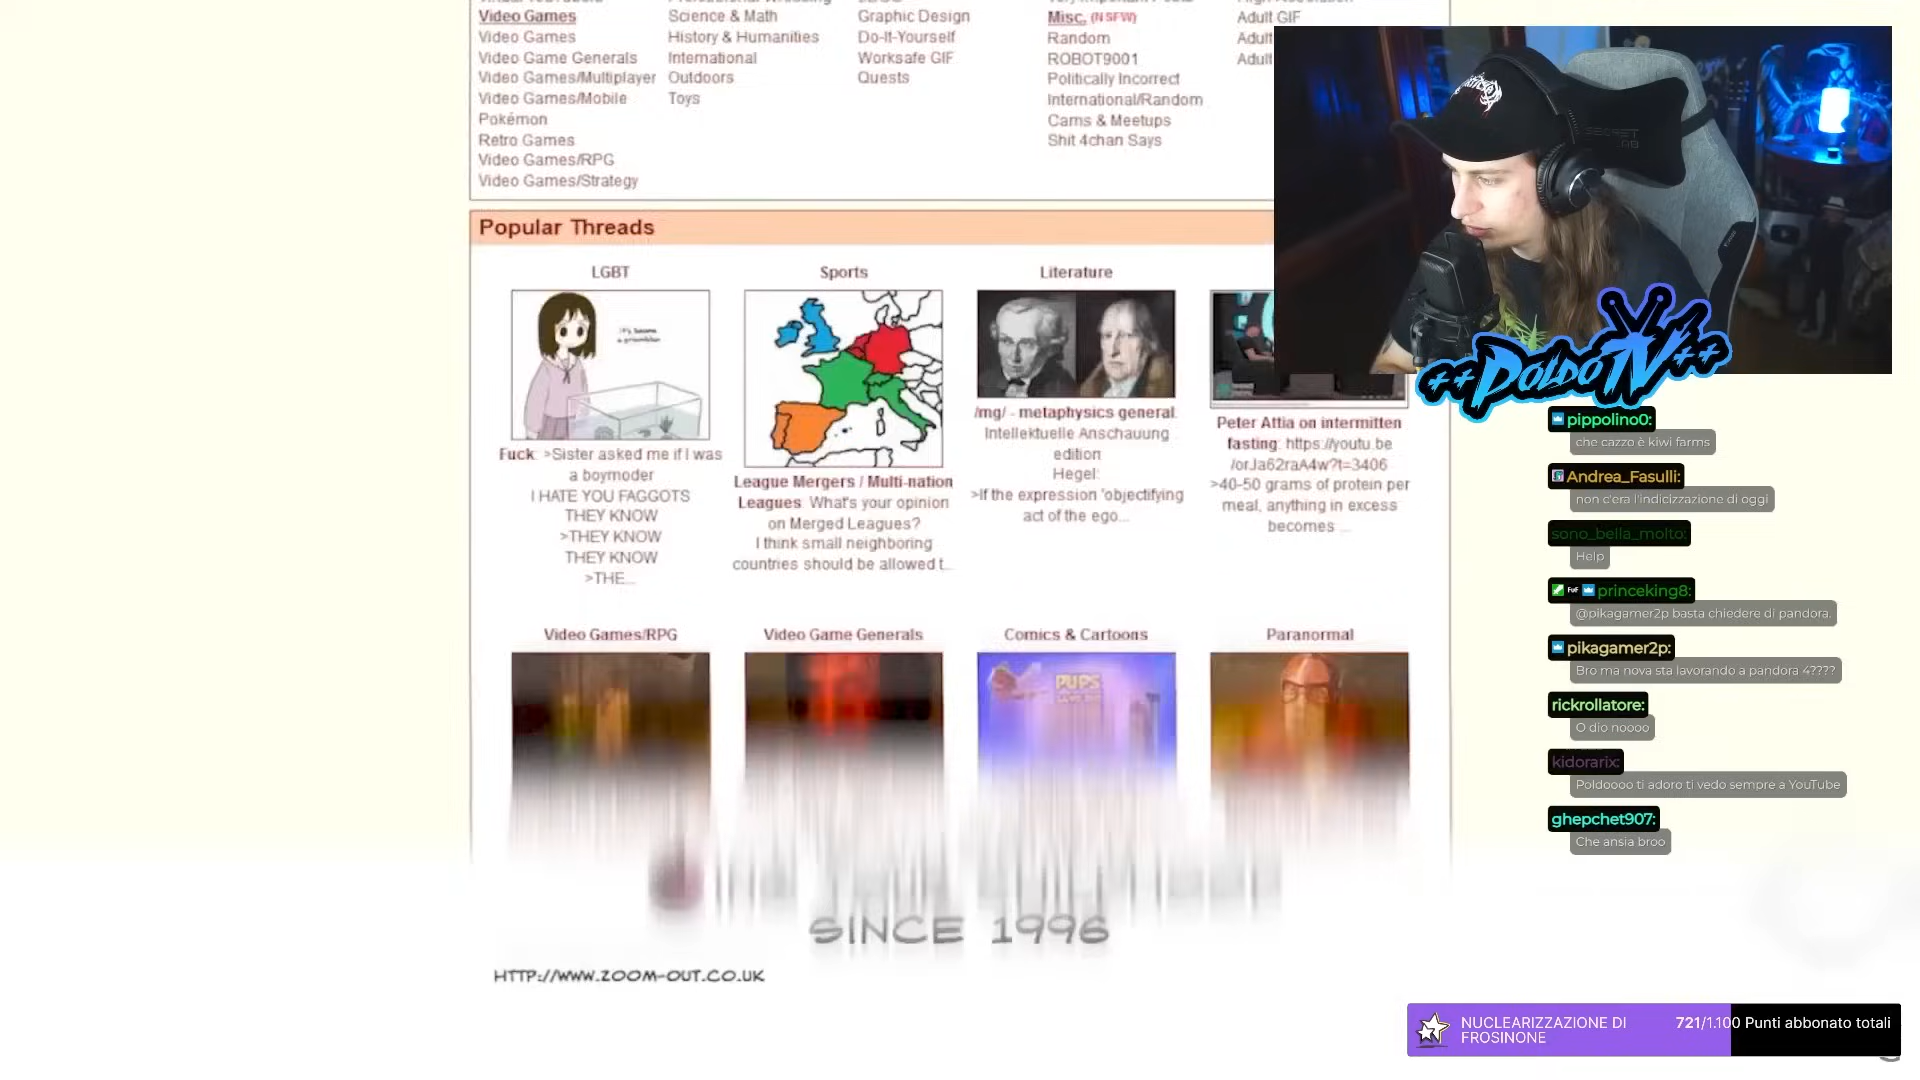 Video Games
Video Games
Video Game Generals
Video Games/Multiplayer
Video Games/Mobile
Pokémon
Retro Games
Video Games/RPG
Video Games/Strategy
Science & Math
History & Humanities
International
Outdoors
Toys
Graphic Design
Do-It-Yourself
Worksafe GIF
Quests
Misc. (NSFW)
Random
ROBOT9001
Politically Incorrect
International/Random
Cams & Meetups
Shit 4chan Says
Adult GIF
Adult
Adult
Popular Threads
LGBT
Fuck: >Sister asked me if I was
a boymoder
I HATE YOU FAGGOTS
THEY KNOW
>THEY KNOW
THEY KNOW
>THE...
Sports
League Mergers / Multi-nation
Leagues: What's your opinion
on Merged Leagues?
I think small neighboring
countries should be allowed t...
Literature
/mg/ - metaphysics general:
Intellektuelle Anschauung
edition
Hegel:
>If the expression 'objectifying
act of the ego...
Peter Attia on intermitten
fasting: https://youtu.be
/orJa62raA4w?t=3406
>40-50 grams of protein per
meal, anything in excess
becomes ...
Video Games/RPG
Video Game Generals
Comics & Cartoons
PUPS
Paranormal
SINCE 1996
HTTP://WWW.ZOOM-OUT.CO.UK
SECRET
LAB
++POLDOTV++
pippolino0:
che cazzo è kiwi farms
Andrea_Fasulli:
non c'era l'indicizzazione di oggi
sono_bella_molto:
Help
princeking8:
@pikagamer2p basta chiedere di pandora.
pikagamer2p:
Bro ma nova sta lavorando a pandora 4????
rickrollatore:
O dio noooo
kidorarix:
Poldoooo ti adoro ti vedo sempre a YouTube
ghepchet907:
Che ansia broo
NUCLEARIZZAZIONE DI
FROSINONE
721/1.100 Punti abbonato totali